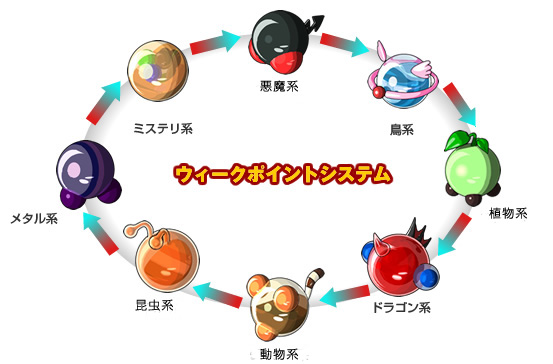 悪魔系
ミステリ系
鳥系
ウィークポイントシステム
メタル系
植物系
昆虫系
ドラゴン系
動物系